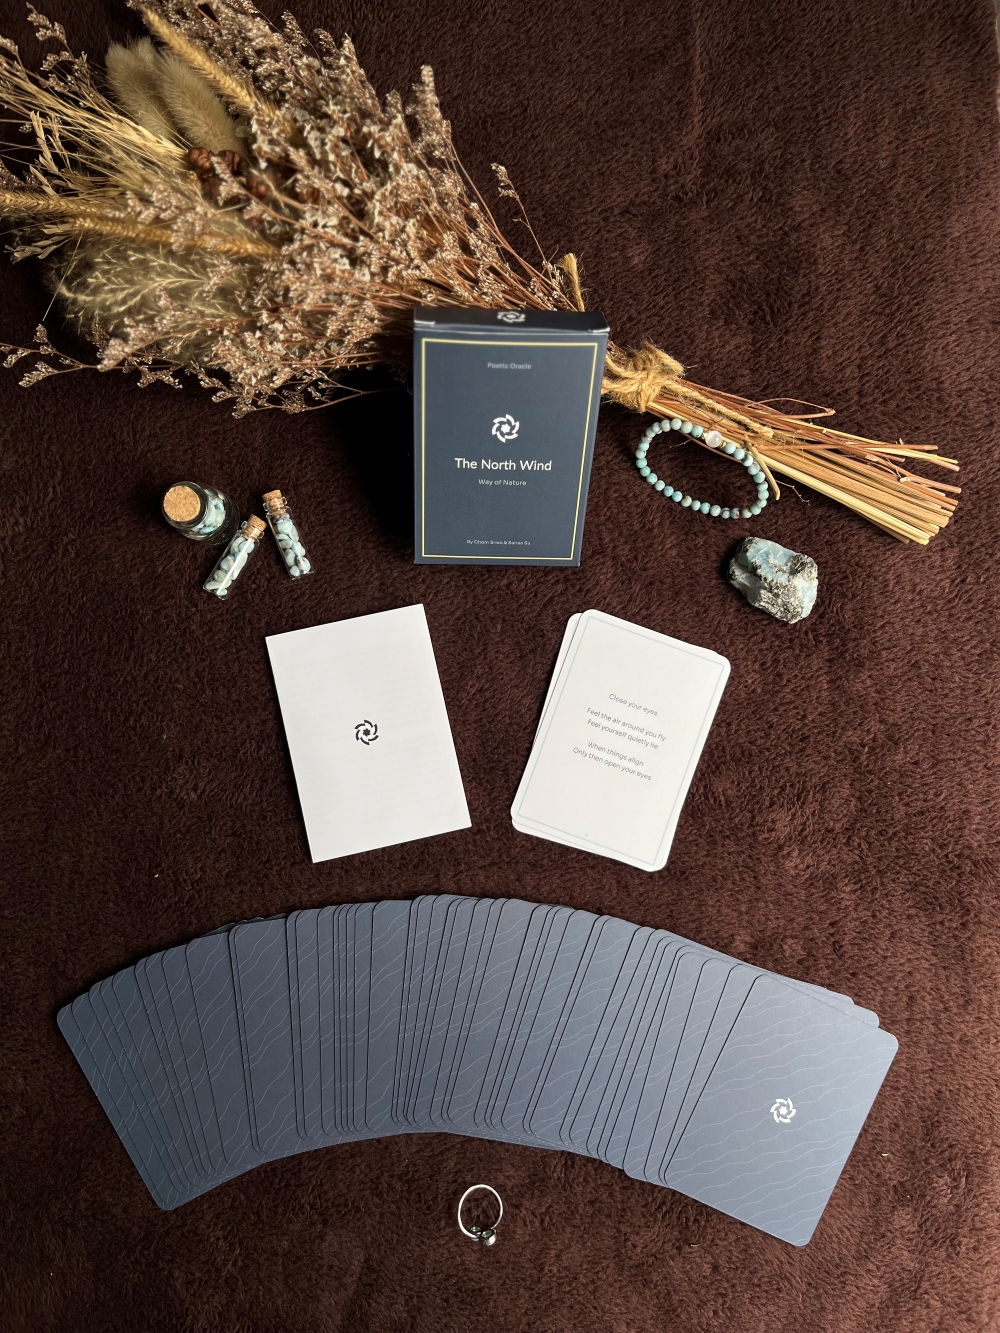 Poetic Oracle
The North Wind
Way of Nature
Close your eyes
Feel the air around you fly
Feel yourself quietly lie
When things align
Only then open your eyes